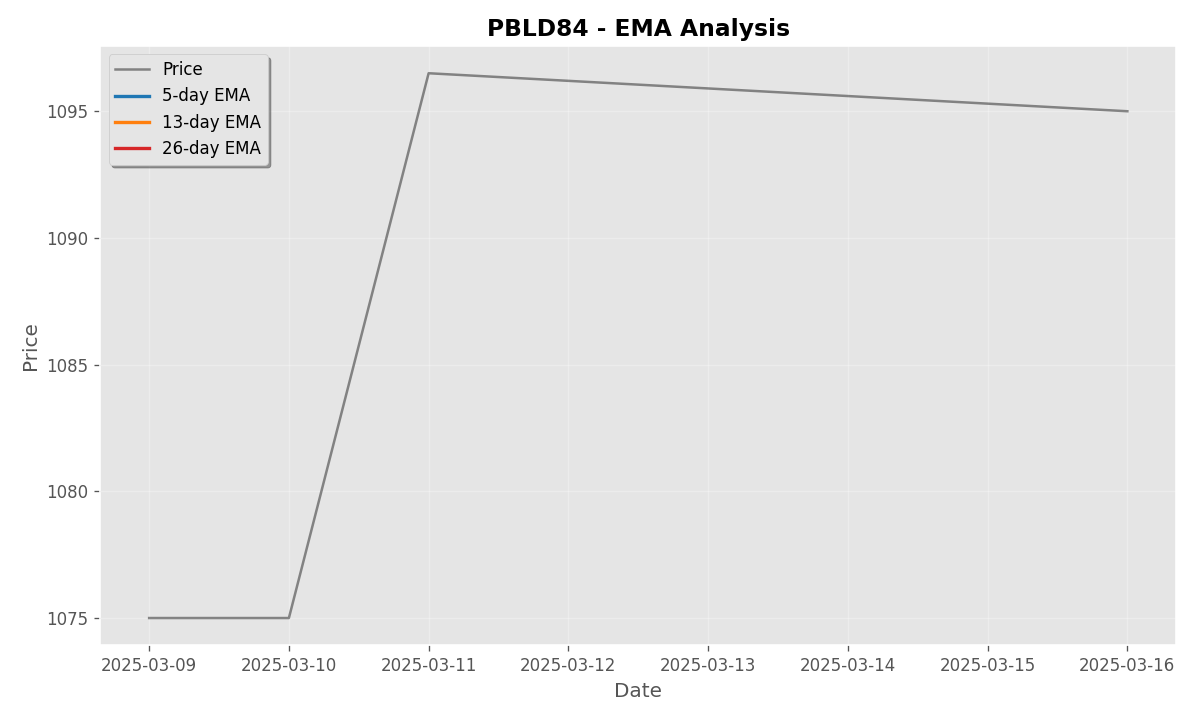 PBLD84 - EMA Analysis
Price
5-day EMA
13-day EMA
26-day EMA
1095
1090
1085
1080
1075
Price
2025-03-09 2025-03-10 2025-03-11 2025-03-12 2025-03-13 2025-03-14 2025-03-15 2025-03-16
Date